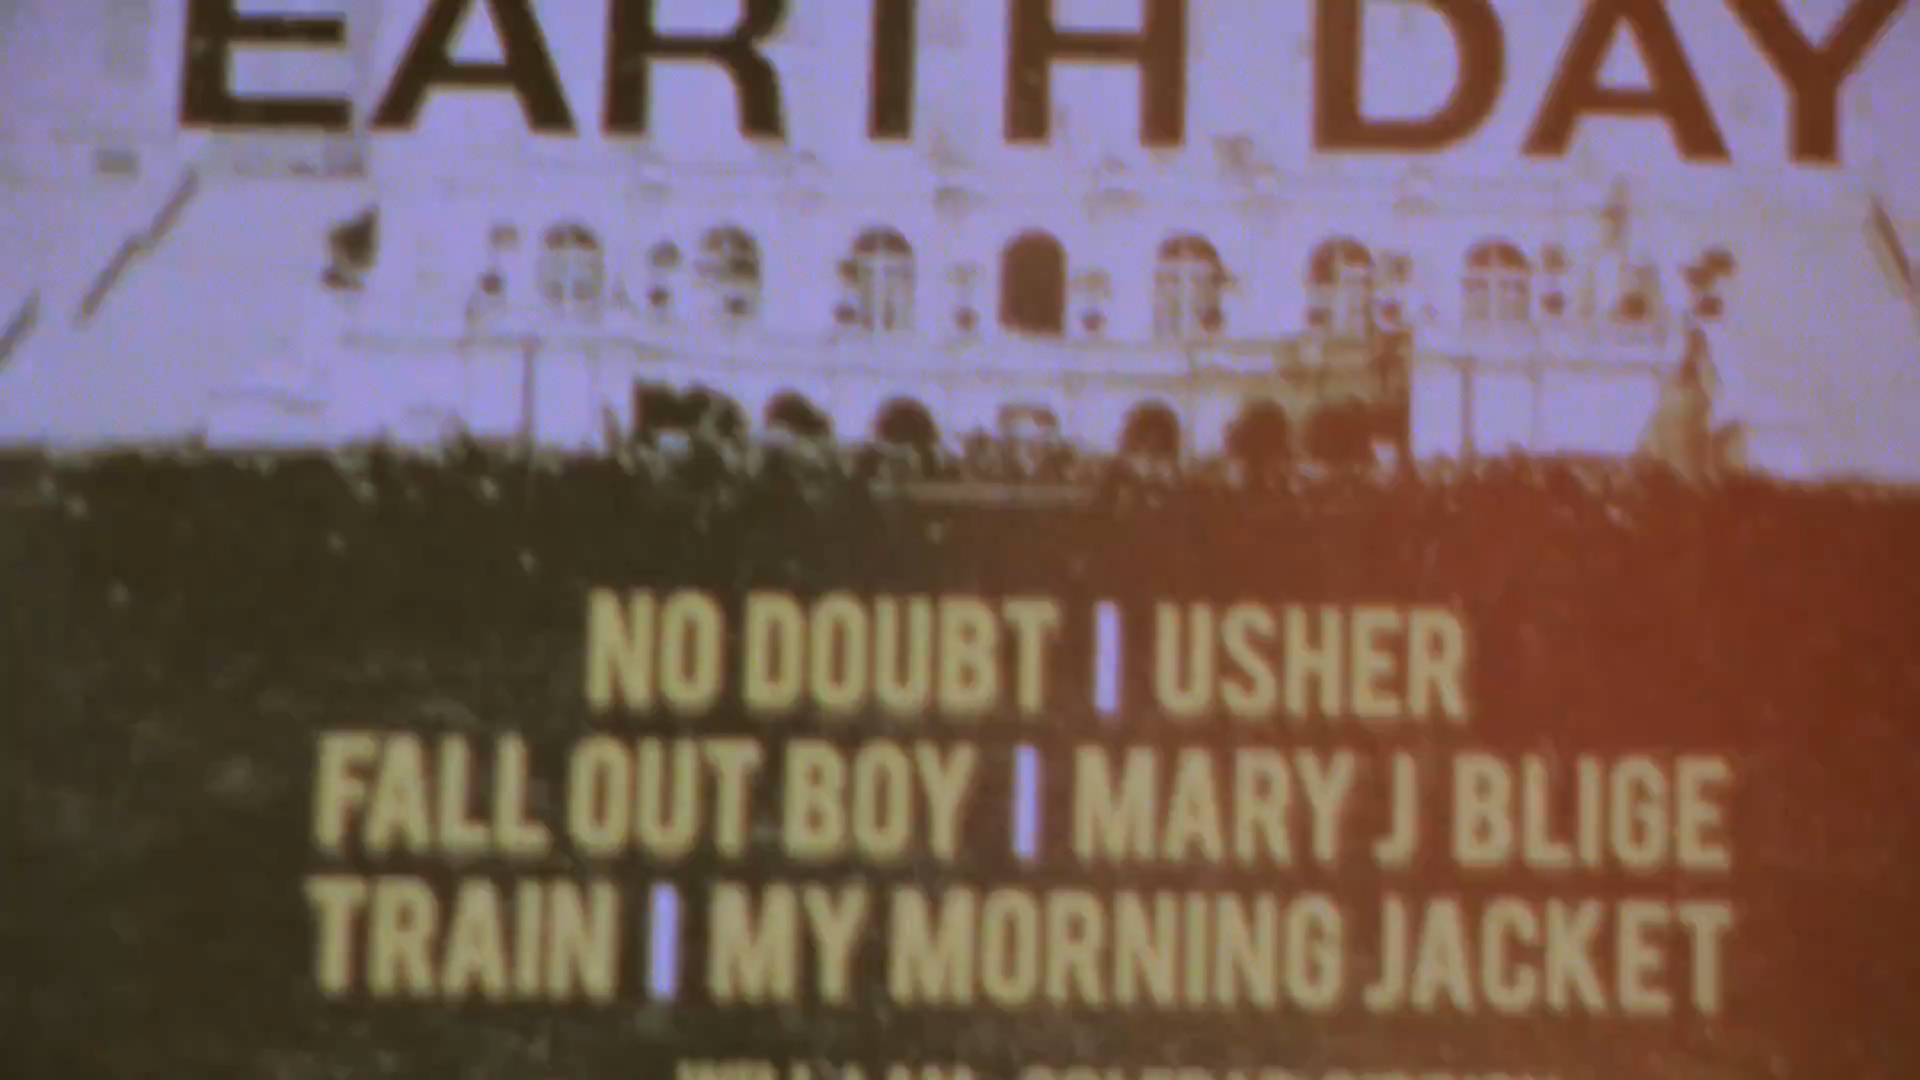 EARTH DAY
NO DOUBT | USHER
FALL OUT BOY | MARY J BLIGE
TRAIN | MY MORNING JACKET